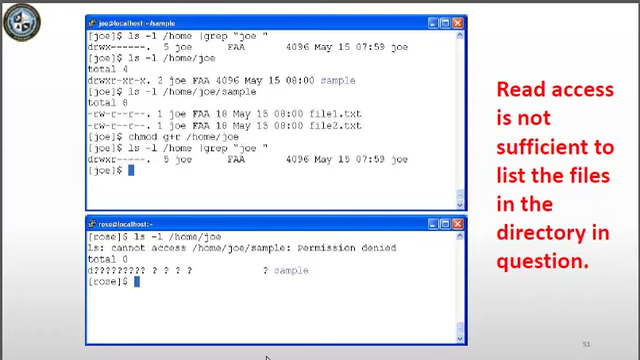 joe@localhost:~/sample
[joe]$ ls -l /home |grep "joe "
drwx------. 5 joe FAA 4096 May 15 07:59 joe
[joe]$ ls -l /home/joe
total 4
drwxr-xr-x. 2 joe FAA 4096 May 15 08:00 sample
[joe]$ ls -l /home/joe/sample
total 8
-rw-r--r--. 1 joe FAA 18 May 15 08:00 file1.txt
-rw-r--r--. 1 joe FAA 18 May 15 08:00 file2.txt
[joe]$ chmod g+r /home/joe
[joe]$ ls -l /home |grep "joe "
drwxr-----. 5 joe FAA 4096 May 15 07:59 joe
[joe]$
rose@localhost:~
[rose]$ ls -l /home/joe
ls: cannot access /home/joe/sample: Permission denied
total 0
d????????? ? ? ? ? ? sample
[rose]$
Read access
is not
sufficient to
list the files
in the
directory in
question.
51